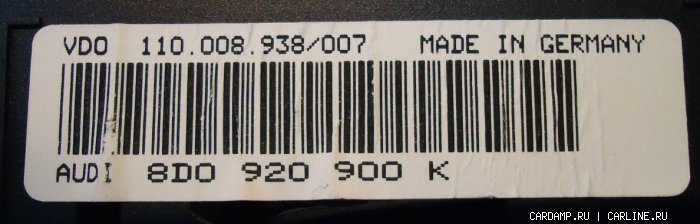 VDO 110.008.938/007 MADE IN GERMANY
AUDI 8D0 920 900 K
CARDAMP.RU | CARLINE.RU